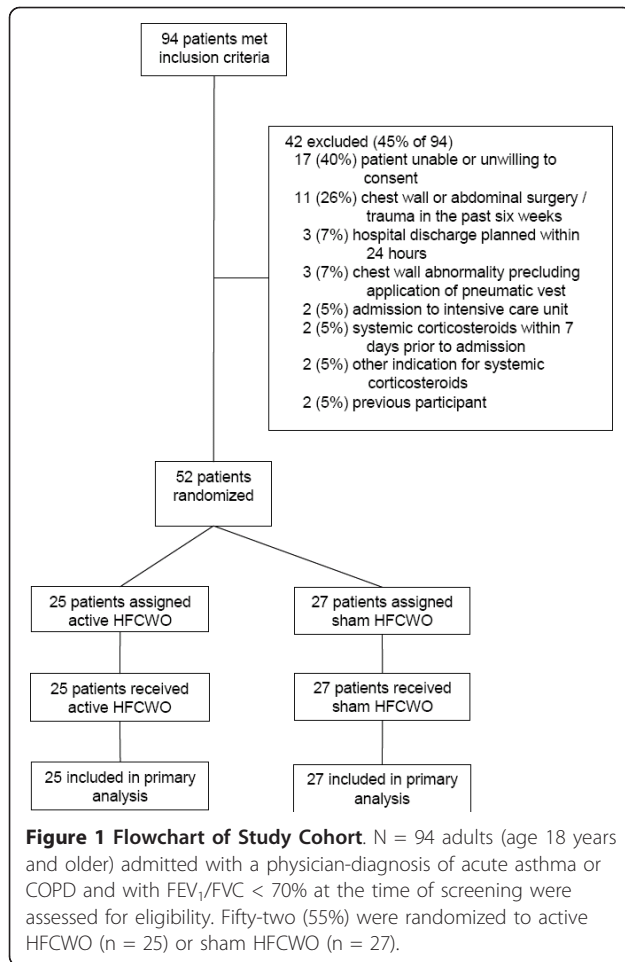 94 patients met
inclusion criteria
42 excluded (45% of 94)
17 (40%) patient unable or unwilling to
consent
11 (26%) chest wall or abdominal surgery /
trauma in the past six weeks
3 (7%) hospital discharge planned within
24 hours
3 (7%) chest wall abnormality precluding
application of pneumatic vest
2 (5%) admission to intensive care unit
2 (5%) systemic corticosteroids within 7
days prior to admission
2 (5%) other indication for systemic
corticosteroids
2 (5%) previous participant
52 patients
randomized
25 patients assigned
active HFCWO
27 patients assigned
sham HFCWO
25 patients received
active HFCWO
27 patients received
sham HFCWO
25 included in primary
analysis
27 included in primary
analysis
Figure 1 Flowchart of Study Cohort. N = 94 adults (age 18 years
and older) admitted with a physician-diagnosis of acute asthma or
COPD and with FEV₁/FVC < 70% at the time of screening were
assessed for eligibility. Fifty-two (55%) were randomized to active
HFCWO (n = 25) or sham HFCWO (n = 27).